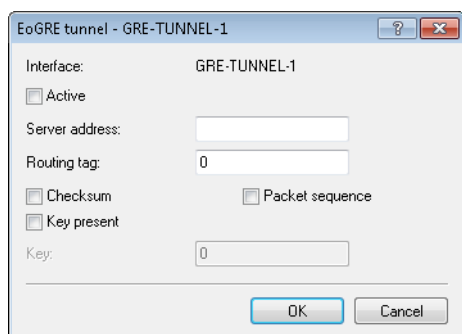 EoGRE tunnel - GRE-TUNNEL-1
Interface: GRE-TUNNEL-1
Active
Server address:
Routing tag: 0
Checksum Packet sequence
Key present
Key: 0
OK Cancel